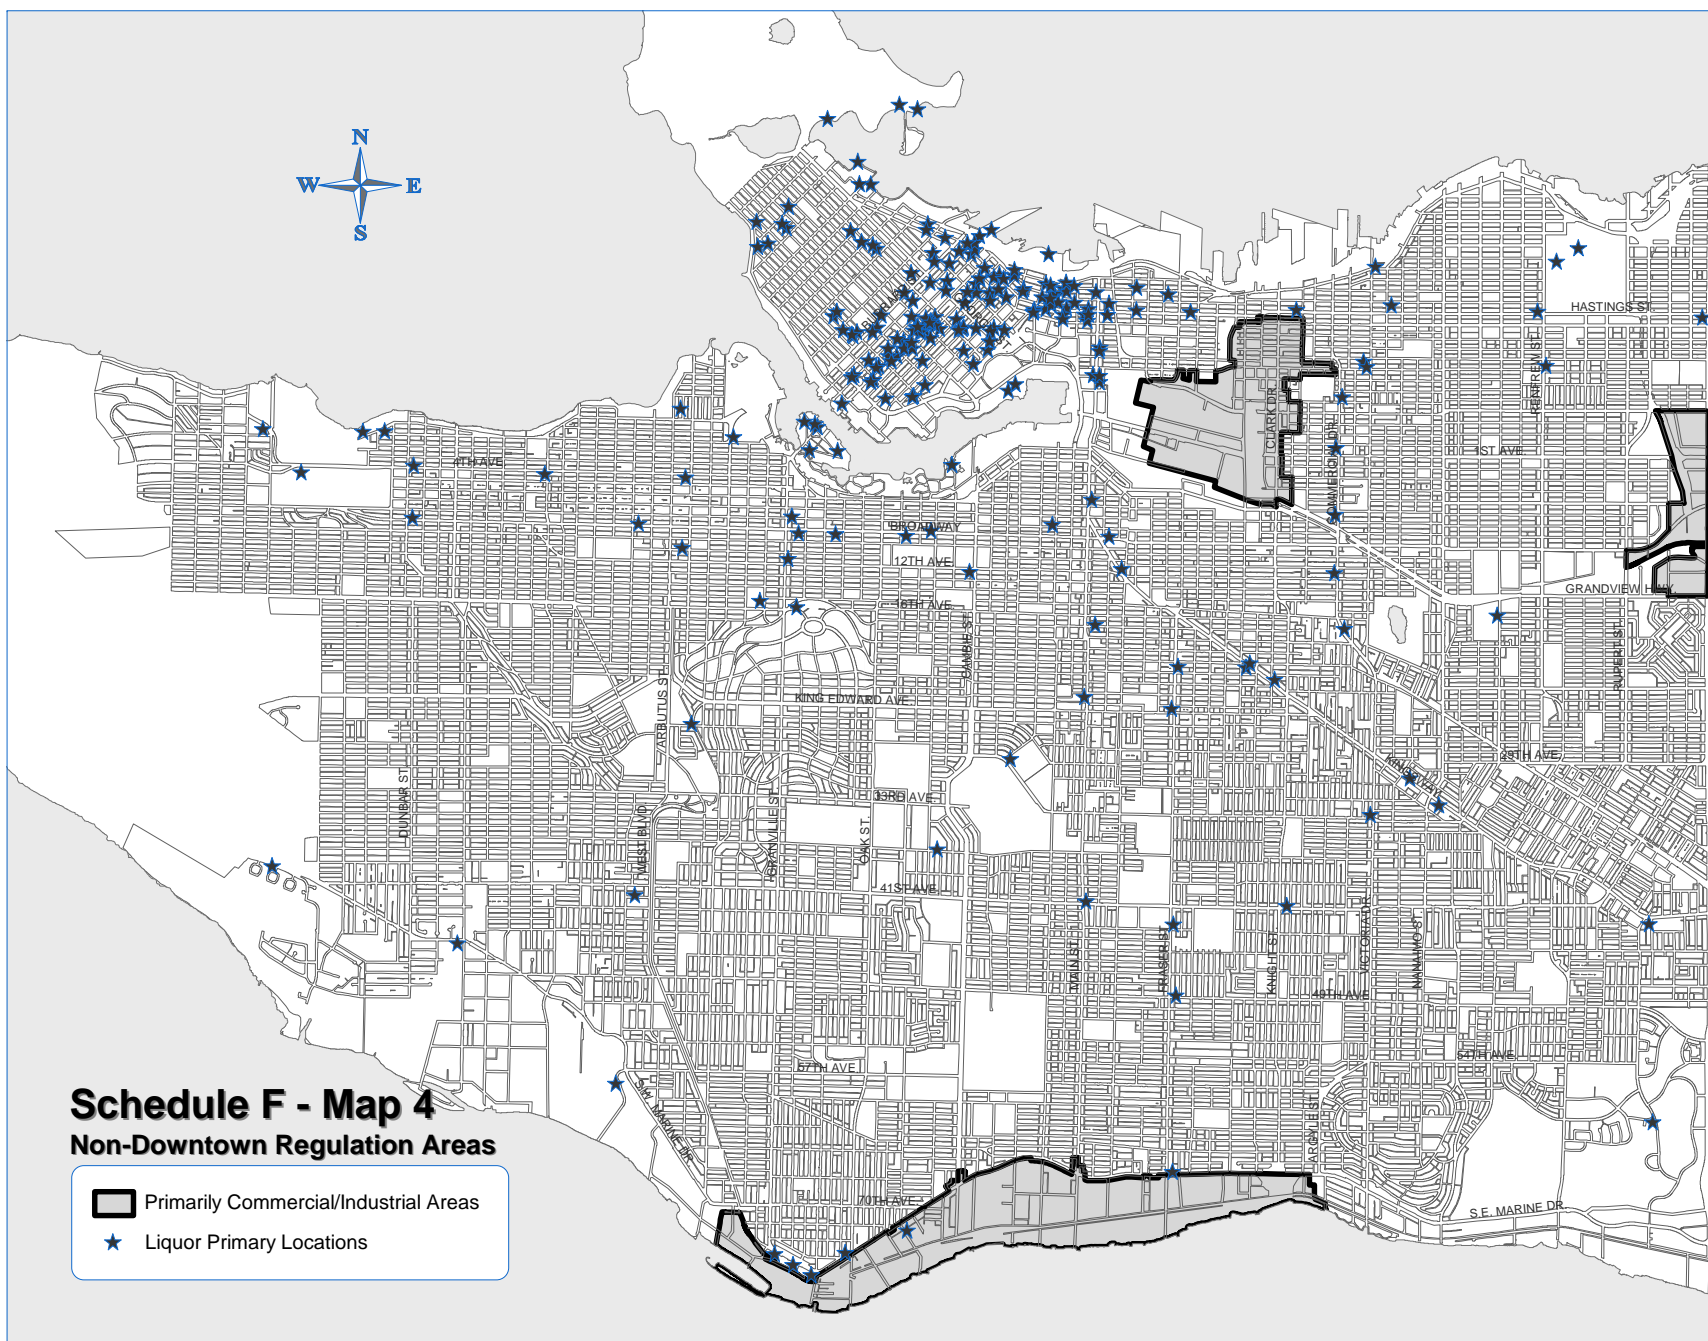 N
W
E
S
HASTINGS ST.
RENFREW ST.
CLARK DR.
COMMERCIAL DR.
1ST AVE.
4TH AVE.
BROADWAY
12TH AVE.
16TH AVE.
GRANDVIEW HWY.
CAMBIE ST.
RUPERT ST.
KING EDWARD AVE.
ARBUTUS ST.
29TH AVE.
KINGSWAY
33RD AVE.
DUNBAR ST.
WEST BLVD.
GRANVILLE ST.
OAK ST.
41ST AVE.
MAIN ST.
FRASER ST.
KNIGHT ST.
VICTORIA DR.
NANAIMO ST.
49TH AVE.
54TH AVE.
57TH AVE.
S.W. MARINE DR.
ARGYLE ST.
70TH AVE.
S.E. MARINE DR.
Schedule F - Map 4
Non-Downtown Regulation Areas
Primarily Commercial/Industrial Areas
Liquor Primary Locations